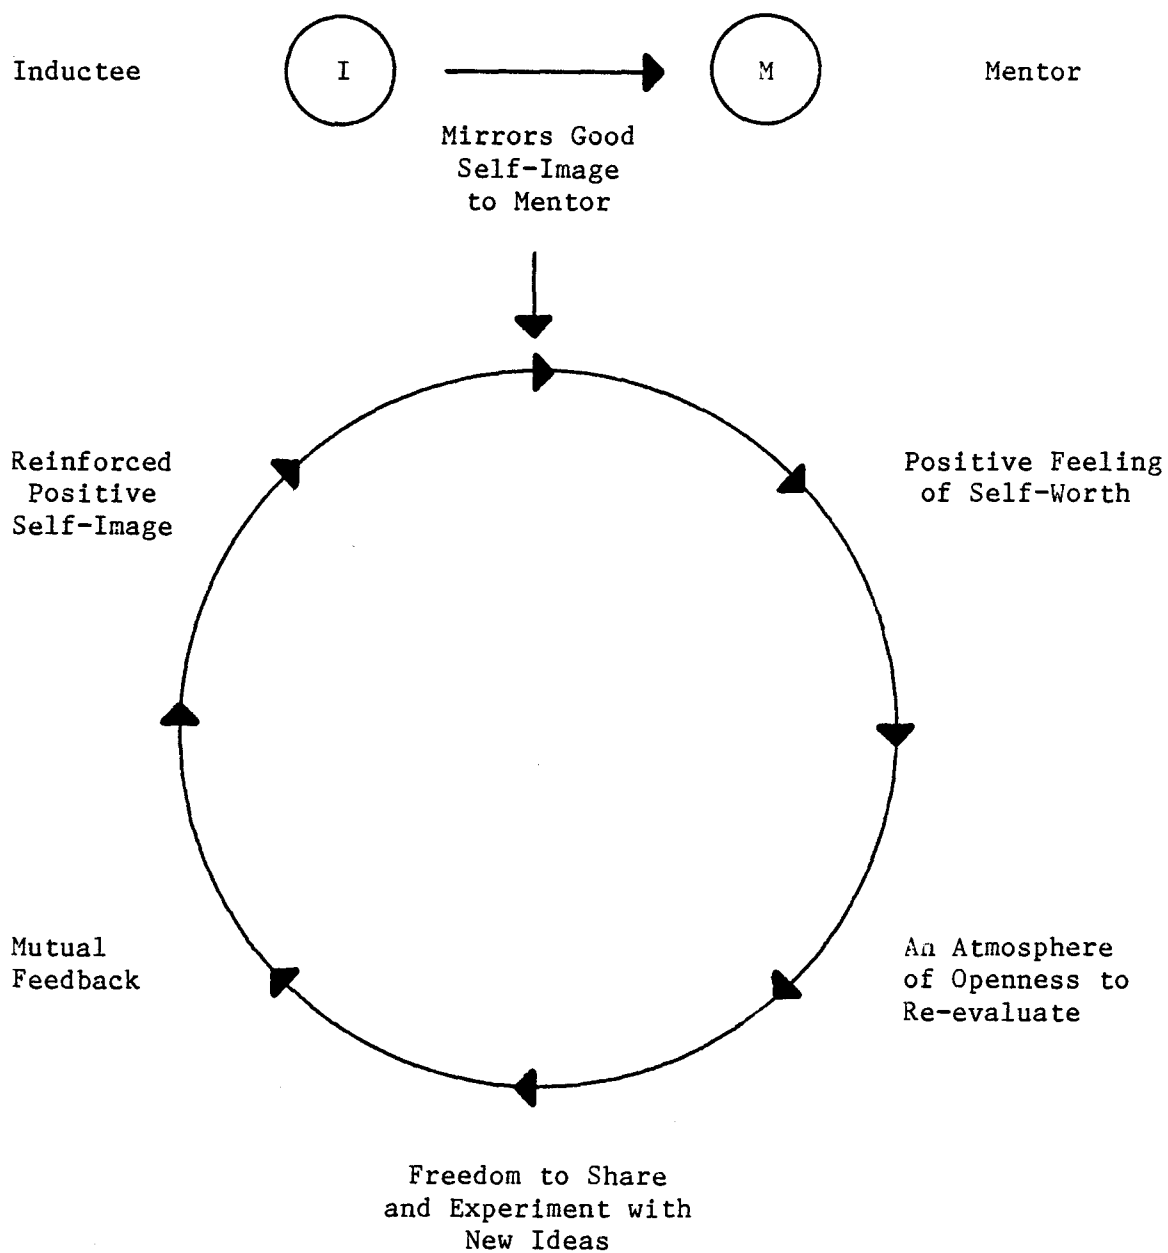 Inductee
I
M
Mentor
Mirrors Good
Self-Image
to Mentor
Reinforced
Positive
Self-Image
Positive Feeling
of Self-Worth
Mutual
Feedback
An Atmosphere
of Openness to
Re-evaluate
Freedom to Share
and Experiment with
New Ideas